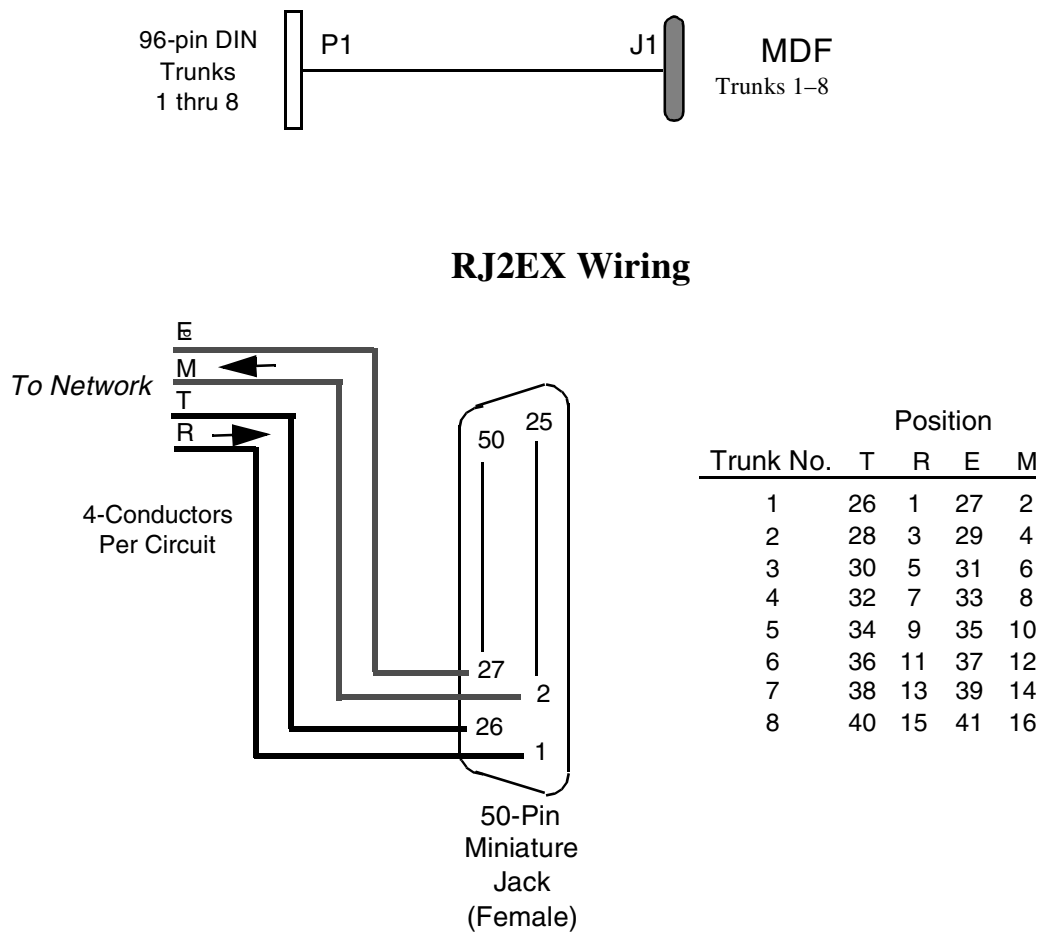 96-pin DIN
Trunks
1 thru 8
P1
J1
MDF
Trunks 1–8
RJ2EX Wiring
E
M
To Network
T
R
4-Conductors
Per Circuit
50
25
27
2
26
1
50-Pin
Miniature
Jack
(Female)
Position
Trunk No. T R E M
1 26 1 27 2
2 28 3 29 4
3 30 5 31 6
4 32 7 33 8
5 34 9 35 10
6 36 11 37 12
7 38 13 39 14
8 40 15 41 16